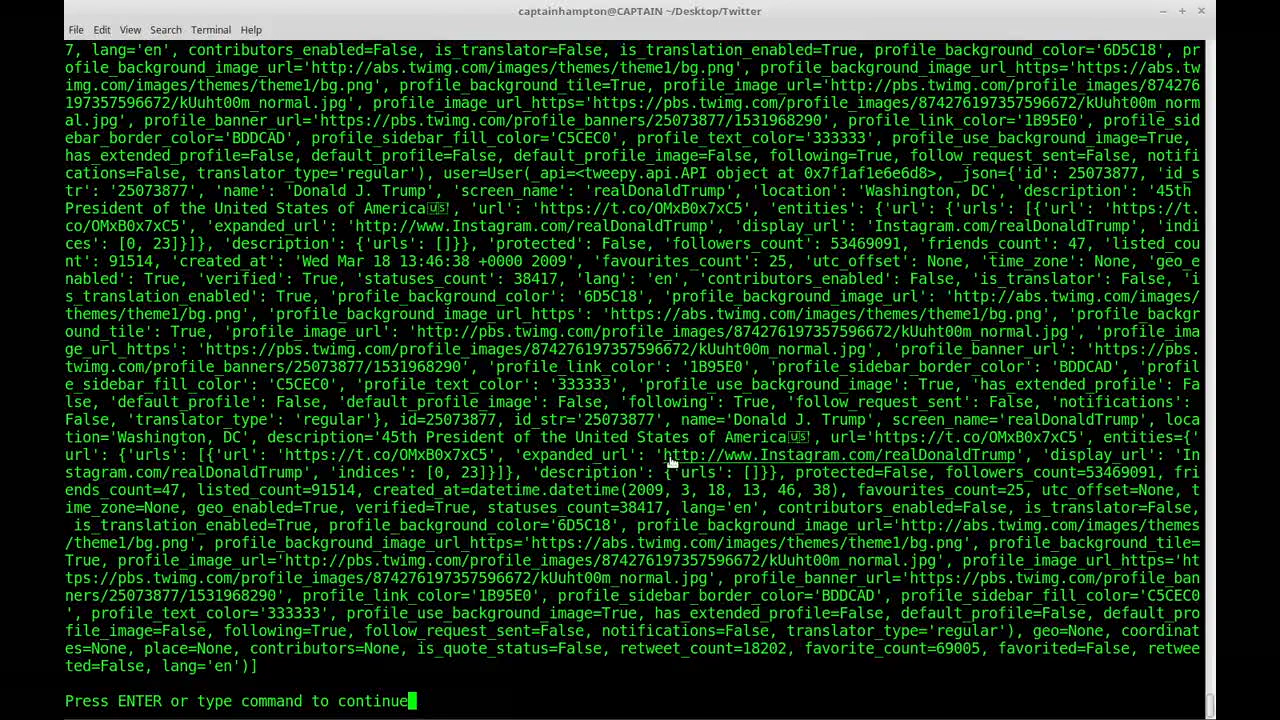 captainhampton@CAPTAIN ~/Desktop/Twitter
File Edit View Search Terminal Help
7, lang='en', contributors_enabled=False, is_translator=False, is_translation_enabled=True, profile_background_color='6D5C18', pr
ofile_background_image_url='http://abs.twimg.com/images/themes/theme1/bg.png', profile_background_image_url_https='https://abs.tw
img.com/images/themes/theme1/bg.png', profile_background_tile=True, profile_image_url='http://pbs.twimg.com/profile_images/874276
197357596672/kUuht00m_normal.jpg', profile_image_url_https='https://pbs.twimg.com/profile_images/874276197357596672/kUuht00m_norm
al.jpg', profile_banner_url='https://pbs.twimg.com/profile_banners/25073877/1531968290', profile_link_color='1B95E0', profile_sid
ebar_border_color='BDDCAD', profile_sidebar_fill_color='C5CEC0', profile_text_color='333333', profile_use_background_image=True,
has_extended_profile=False, default_profile=False, default_profile_image=False, following=True, follow_request_sent=False, notifi
cations=False, translator_type='regular'), user=User(_api=<tweepy.api.API object at 0x7f1af1e6e6d8>, _json={'id': 25073877, 'id_s
tr': '25073877', 'name': 'Donald J. Trump', 'screen_name': 'realDonaldTrump', 'location': 'Washington, DC', 'description': '45th
President of the United States of America🇺🇸', 'url': 'https://t.co/OMxB0x7xC5', 'entities': {'url': {'urls': [{'url': 'https://t.
co/OMxB0x7xC5', 'expanded_url': 'http://www.Instagram.com/realDonaldTrump', 'display_url': 'Instagram.com/realDonaldTrump', 'indi
ces': [0, 23]}]}, 'description': {'urls': []}}, 'protected': False, 'followers_count': 53469091, 'friends_count': 47, 'listed_cou
nt': 91514, 'created_at': 'Wed Mar 18 13:46:38 +0000 2009', 'favourites_count': 25, 'utc_offset': None, 'time_zone': None, 'geo_e
nabled': True, 'verified': True, 'statuses_count': 38417, 'lang': 'en', 'contributors_enabled': False, 'is_translator': False, 'i
s_translation_enabled': True, 'profile_background_color': '6D5C18', 'profile_background_image_url': 'http://abs.twimg.com/images/
themes/theme1/bg.png', 'profile_background_image_url_https': 'https://abs.twimg.com/images/themes/theme1/bg.png', 'profile_backgr
ound_tile': True, 'profile_image_url': 'http://pbs.twimg.com/profile_images/874276197357596672/kUuht00m_normal.jpg', 'profile_ima
ge_url_https': 'https://pbs.twimg.com/profile_images/874276197357596672/kUuht00m_normal.jpg', 'profile_banner_url': 'https://pbs.
twimg.com/profile_banners/25073877/1531968290', 'profile_link_color': '1B95E0', 'profile_sidebar_border_color': 'BDDCAD', 'profil
e_sidebar_fill_color': 'C5CEC0', 'profile_text_color': '333333', 'profile_use_background_image': True, 'has_extended_profile': Fa
lse, 'default_profile': False, 'default_profile_image': False, 'following': True, 'follow_request_sent': False, 'notifications':
False, 'translator_type': 'regular'}, id=25073877, id_str='25073877', name='Donald J. Trump', screen_name='realDonaldTrump', loca
tion='Washington, DC', description='45th President of the United States of America🇺🇸', url='https://t.co/OMxB0x7xC5', entities={'
url': {'urls': [{'url': 'https://t.co/OMxB0x7xC5', 'expanded_url': 'http://www.Instagram.com/realDonaldTrump', 'display_url': 'In
stagram.com/realDonaldTrump', 'indices': [0, 23]}]}, 'description': {'urls': []}}, protected=False, followers_count=53469091, fri
ends_count=47, listed_count=91514, created_at=datetime.datetime(2009, 3, 18, 13, 46, 38), favourites_count=25, utc_offset=None, t
ime_zone=None, geo_enabled=True, verified=True, statuses_count=38417, lang='en', contributors_enabled=False, is_translator=False,
is_translation_enabled=True, profile_background_color='6D5C18', profile_background_image_url='http://abs.twimg.com/images/themes
/theme1/bg.png', profile_background_image_url_https='https://abs.twimg.com/images/themes/theme1/bg.png', profile_background_tile=
True, profile_image_url='http://pbs.twimg.com/profile_images/874276197357596672/kUuht00m_normal.jpg', profile_image_url_https='ht
tps://pbs.twimg.com/profile_images/874276197357596672/kUuht00m_normal.jpg', profile_banner_url='https://pbs.twimg.com/profile_ban
ners/25073877/1531968290', profile_link_color='1B95E0', profile_sidebar_border_color='BDDCAD', profile_sidebar_fill_color='C5CEC0
', profile_text_color='333333', profile_use_background_image=True, has_extended_profile=False, default_profile=False, default_pro
file_image=False, following=True, follow_request_sent=False, notifications=False, translator_type='regular'), geo=None, coordinat
es=None, place=None, contributors=None, is_quote_status=False, retweet_count=18202, favorite_count=69005, favorited=False, retwee
ted=False, lang='en')]
Press ENTER or type command to continue